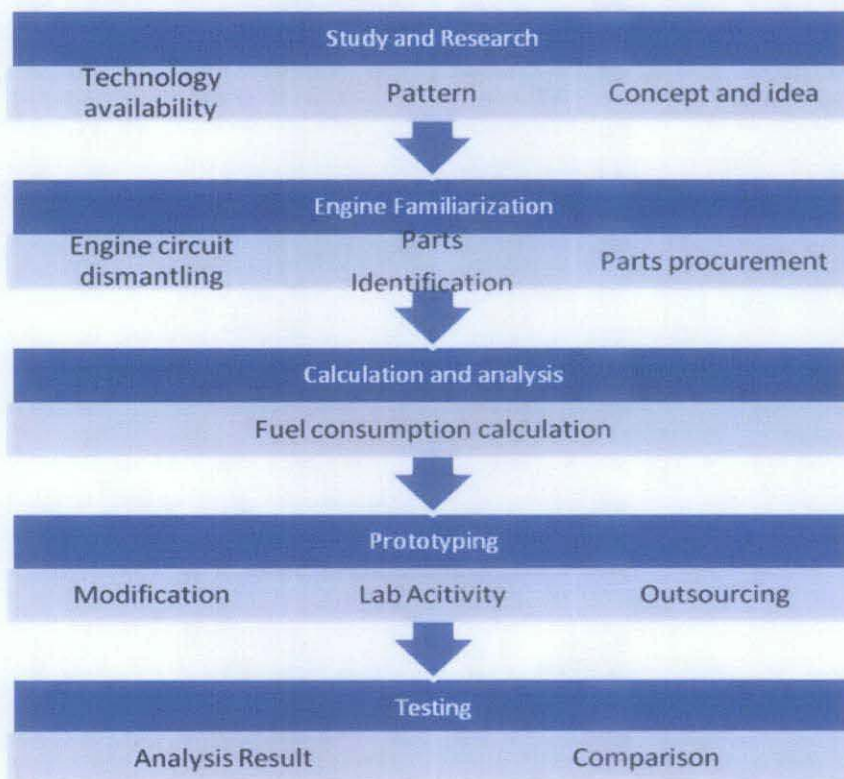 Study and Research
Technology
availability
Pattern
Concept and idea
Engine Familiarization
Engine circuit
dismantling
Parts
Identification
Parts procurement
Calculation and analysis
Fuel consumption calculation
Prototyping
Modification
Lab Acitivity
Outsourcing
Testing
Analysis Result
Comparison